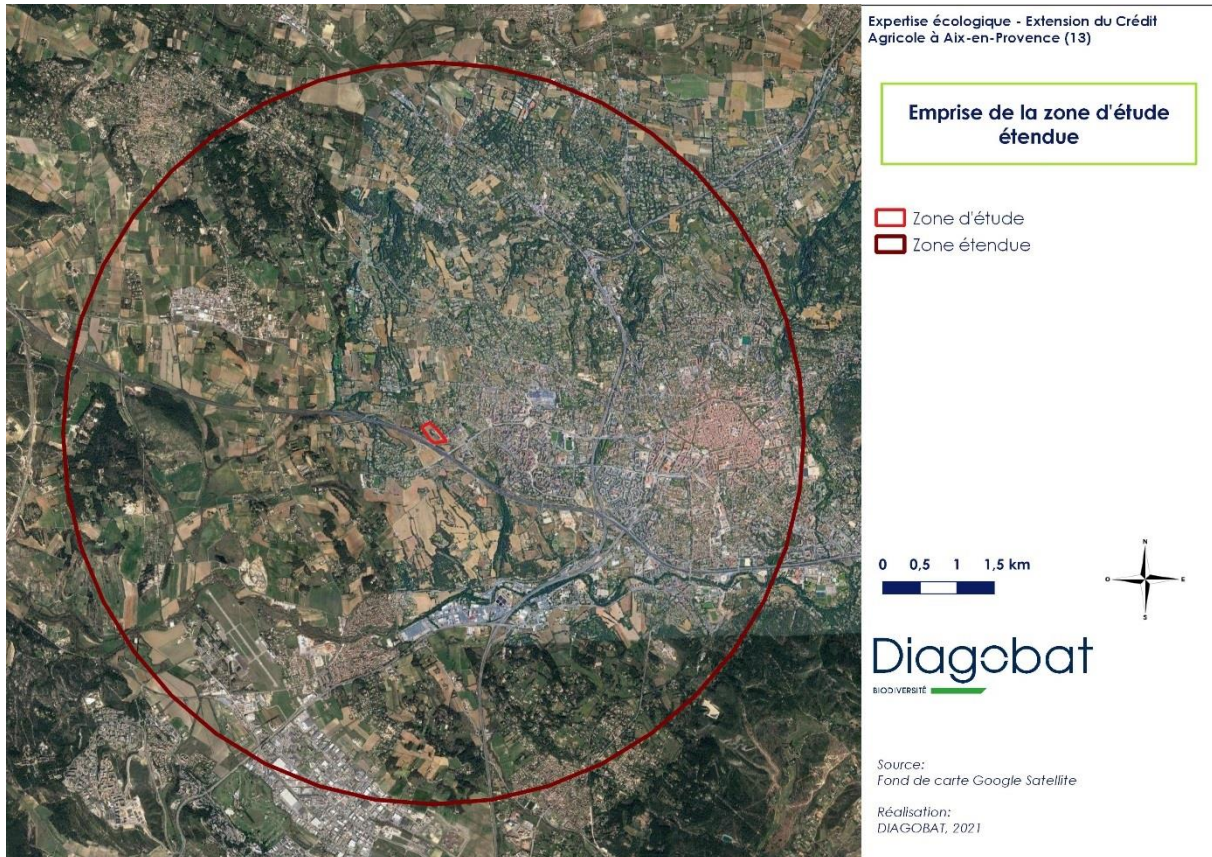 Expertise écologique - Extension du Crédit
Agricole à Aix-en-Provence (13)
Emprise de la zone d'étude
étendue
Zone d'étude
Zone étendue
0 0,5 1 1,5 km
N
O E
S
Diagobat
BIODIVERSITÉ
Source:
Fond de carte Google Satellite
Réalisation:
DIAGOBAT, 2021